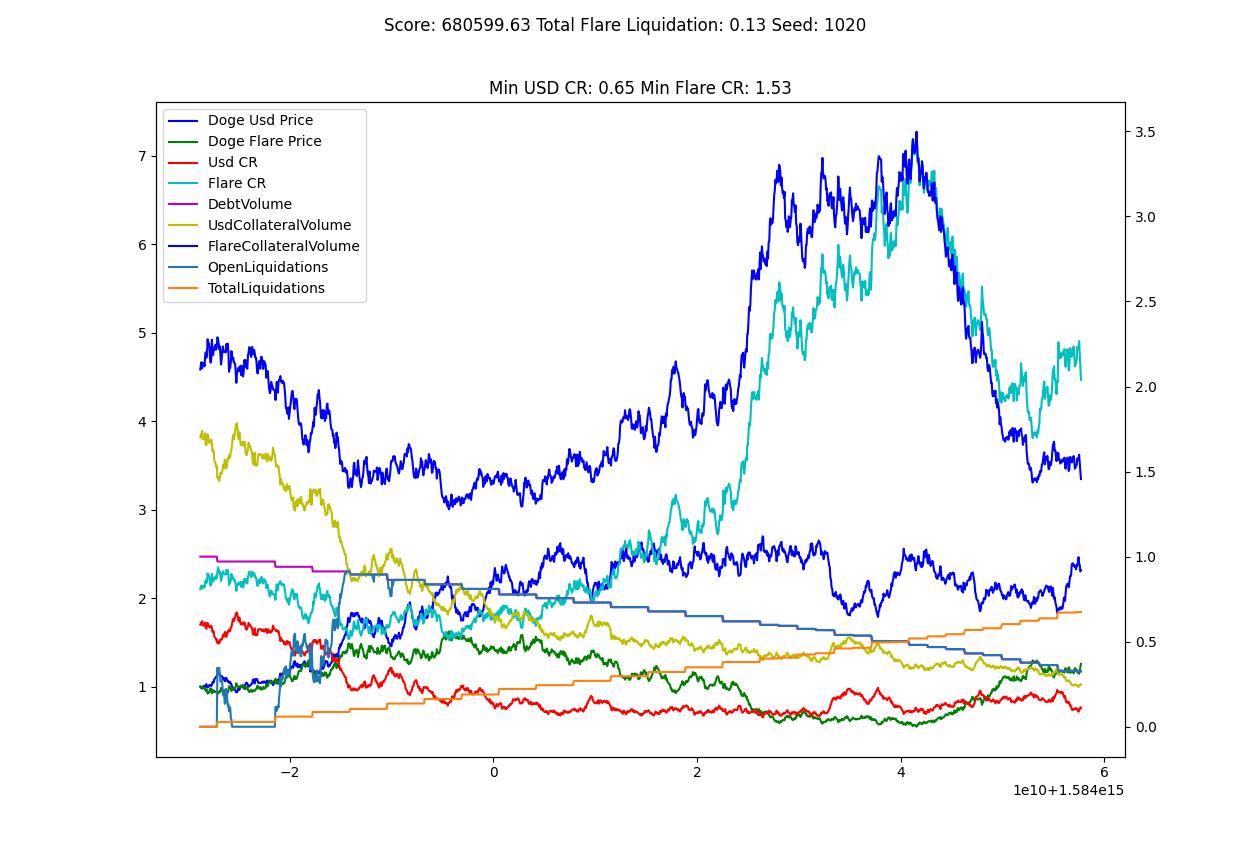 Score: 680599.63 Total Flare Liquidation: 0.13 Seed: 1020
Min USD CR: 0.65 Min Flare CR: 1.53
Doge Usd Price
Doge Flare Price
Usd CR
Flare CR
DebtVolume
UsdCollateralVolume
FlareCollateralVolume
OpenLiquidations
TotalLiquidations
7
6
5
4
3
2
1
3.5
3.0
2.5
2.0
1.5
1.0
0.5
0.0
−2 0 2 4 6
1e10+1.584e15